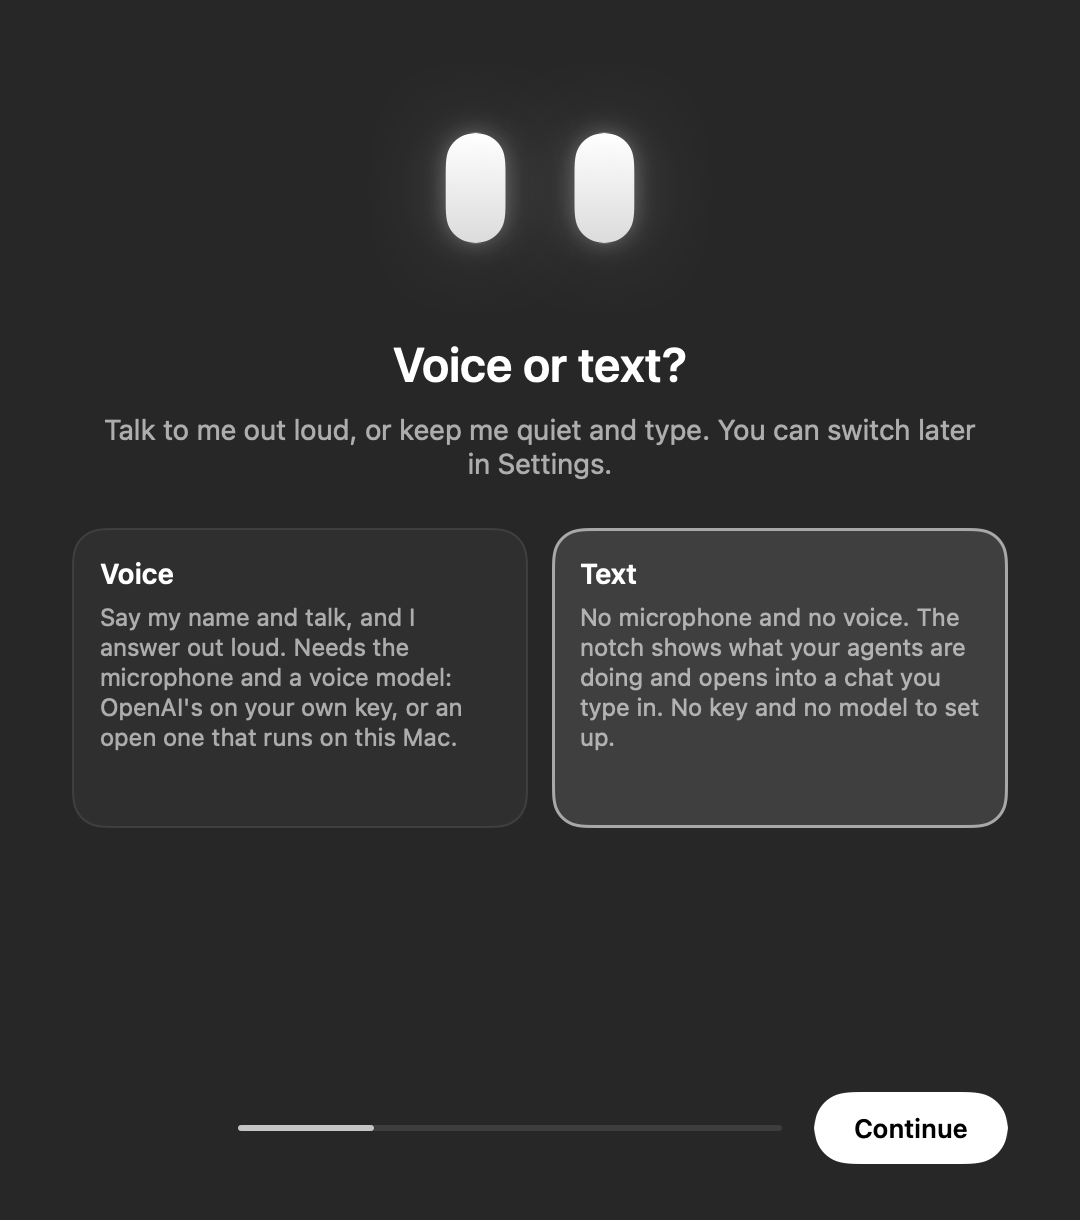 Voice or text?
Talk to me out loud, or keep me quiet and type. You can switch later
in Settings.
Voice
Say my name and talk, and I
answer out loud. Needs the
microphone and a voice model:
OpenAI's on your own key, or an
open one that runs on this Mac.
Text
No microphone and no voice. The
notch shows what your agents are
doing and opens into a chat you
type in. No key and no model to set
up.
Continue